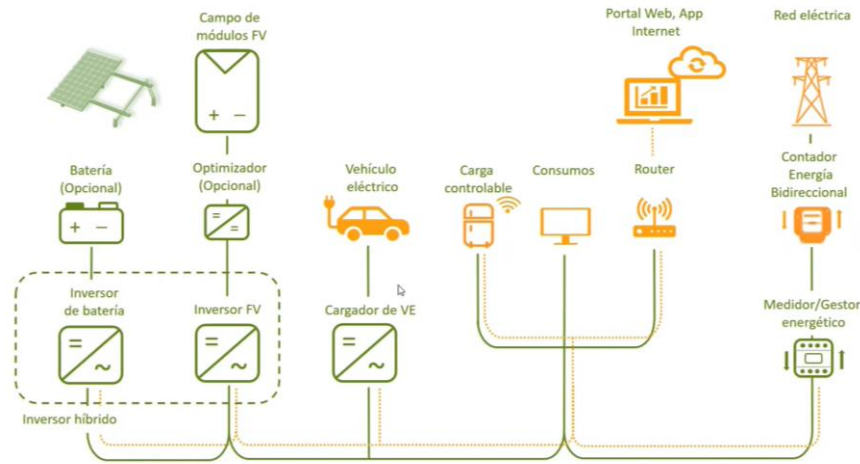 Campo de
módulos FV
Portal Web, App
Internet
Red eléctrica
Batería
(Opcional)
Optimizador
(Opcional)
Vehículo
eléctrico
Carga
controlable
Consumos
Router
Contador
Energía
Bidireccional
Inversor
de batería
Inversor FV
Cargador de VE
Medidor/Gestor
energético
Inversor híbrido